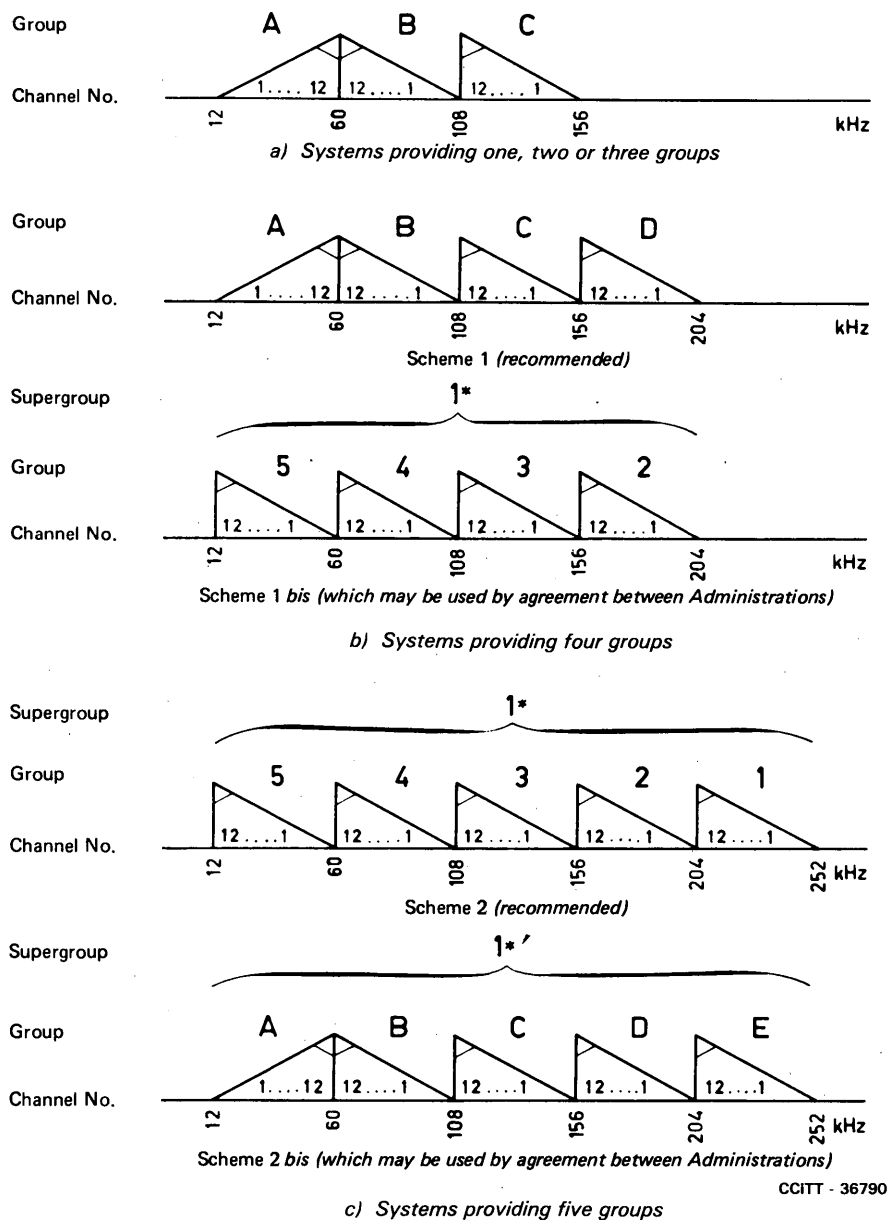 Group A B C
Channel No. 1 .... 12 12 .... 1 12 .... 1
12 60 108 156 kHz
a) Systems providing one, two or three groups
Group A B C D
Channel No. 1 .... 12 12 .... 1 12 .... 1 12 .... 1
12 60 108 156 204 kHz
Scheme 1 (recommended)
Supergroup 1*
Group 5 4 3 2
Channel No. 12 .... 1 12 .... 1 12 .... 1 12 .... 1
12 60 108 156 204 kHz
Scheme 1 bis (which may be used by agreement between Administrations)
b) Systems providing four groups
Supergroup 1*
Group 5 4 3 2 1
Channel No. 12 .... 1 12 .... 1 12 .... 1 12 .... 1 12 .... 1
12 60 108 156 204 252 kHz
Scheme 2 (recommended)
Supergroup 1*′
Group A B C D E
Channel No. 1 .... 12 12 .... 1 12 .... 1 12 .... 1 12 .... 1
12 60 108 156 204 252 kHz
Scheme 2 bis (which may be used by agreement between Administrations)
CCITT - 36790
c) Systems providing five groups